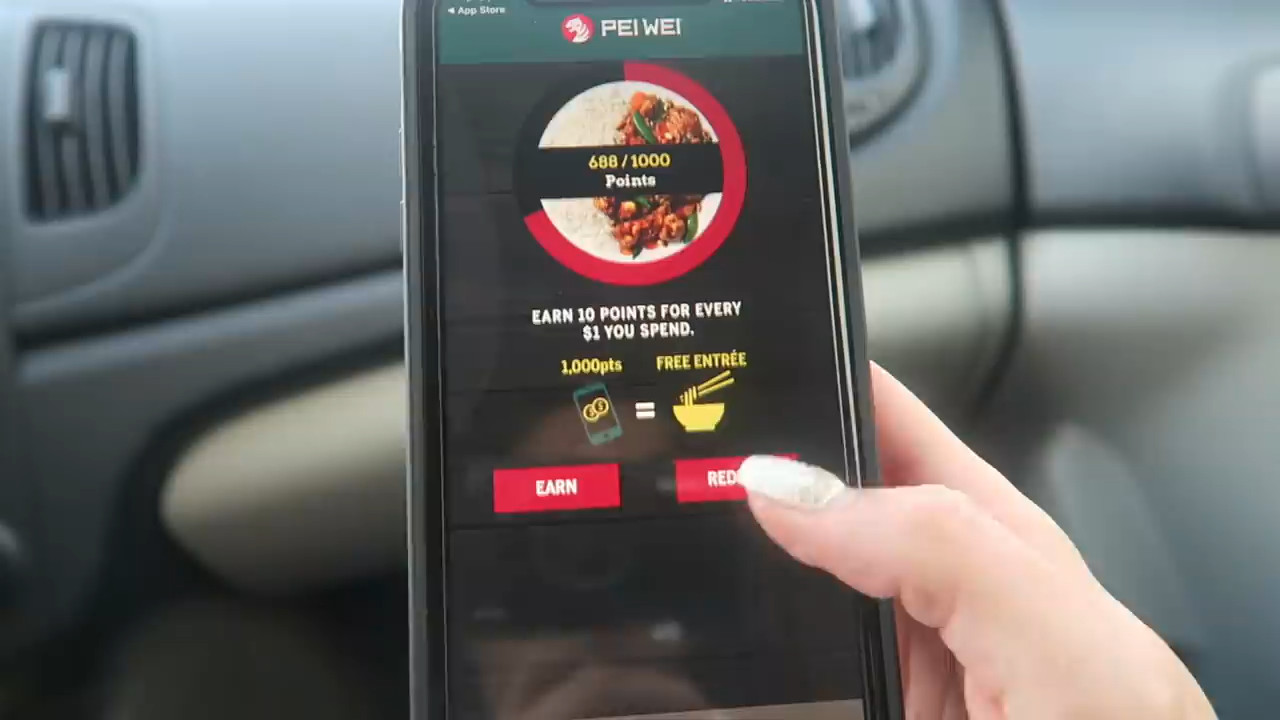 ◂ App Store
PEI WEI
688 / 1000
Points
EARN 10 POINTS FOR EVERY
$1 YOU SPEND.
1,000pts
FREE ENTRÉE
=
EARN